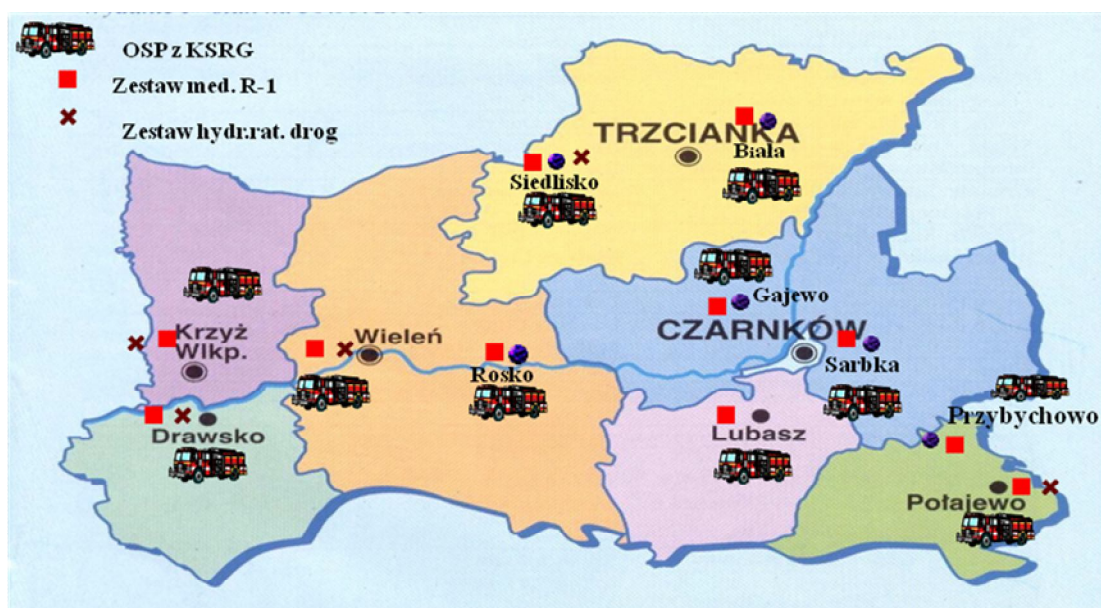 OSP z KSRG
Zestaw med. R-1
Zestaw hydr.rat. drog
TRZCIANKA
Biała
Siedlisko
Gajewo
CZARNKÓW
Krzyż
Wlkp.
Wieleń
Rosko
Sarbka
Przybychowo
Drawsko
Lubasz
Połajewo